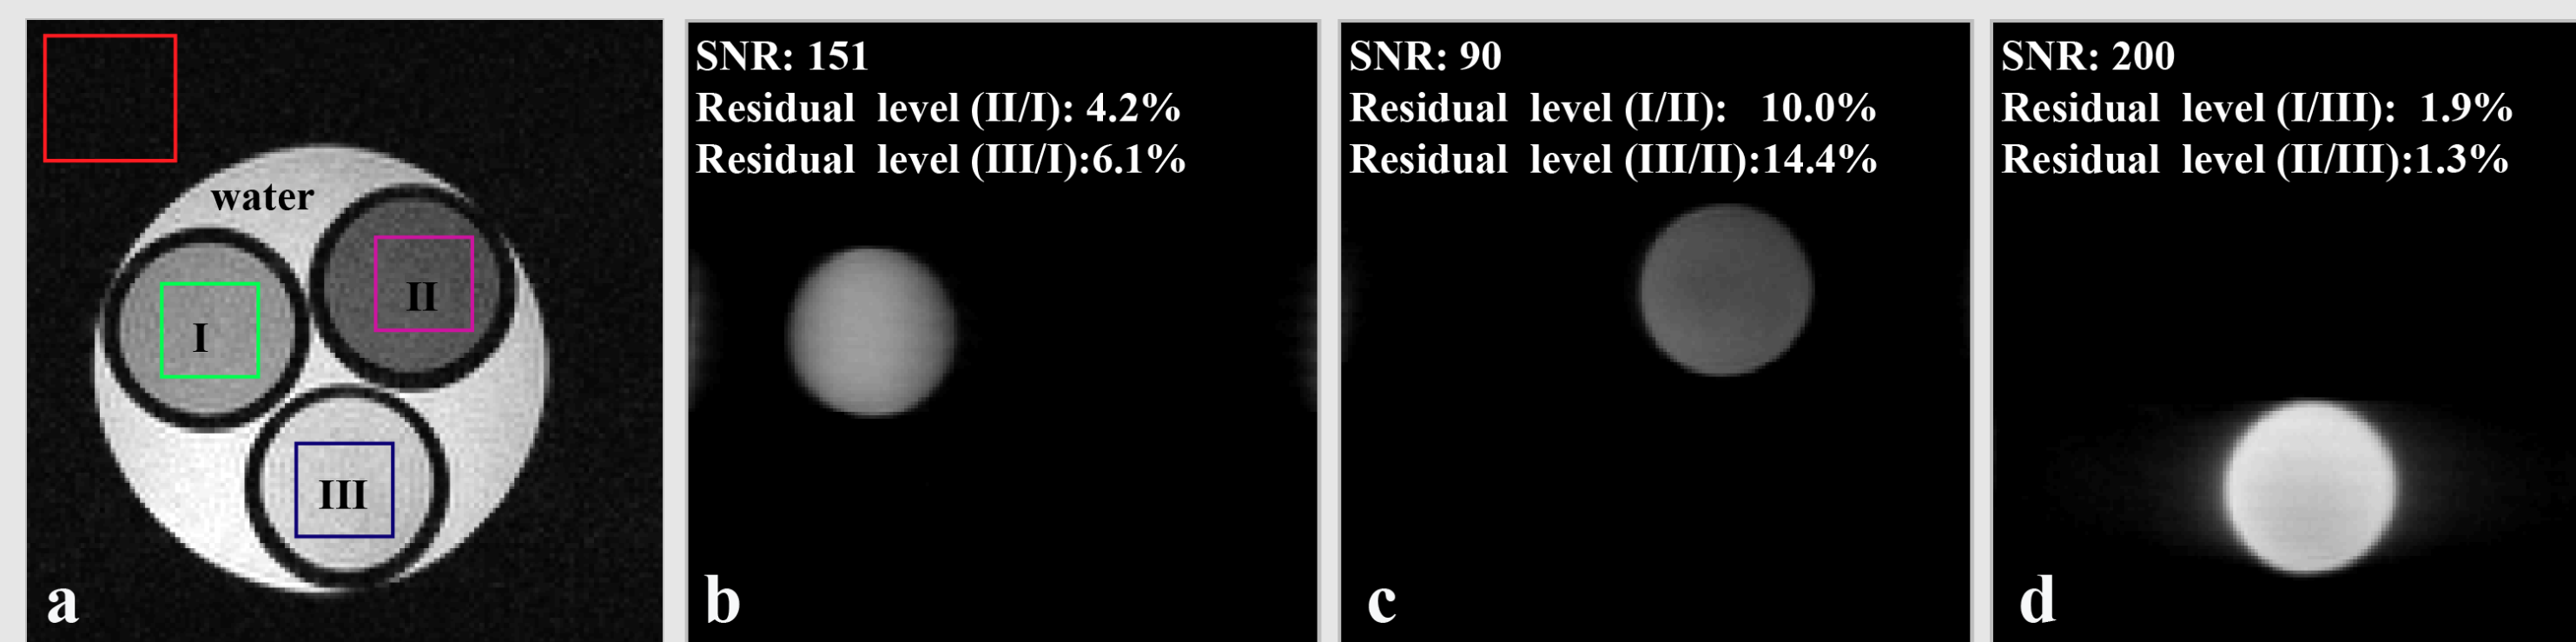 water
I
II
III
a
SNR: 151
Residual level (II/I): 4.2%
Residual level (III/I):6.1%
b
SNR: 90
Residual level (I/II): 10.0%
Residual level (III/II):14.4%
c
SNR: 200
Residual level (I/III): 1.9%
Residual level (II/III):1.3%
d